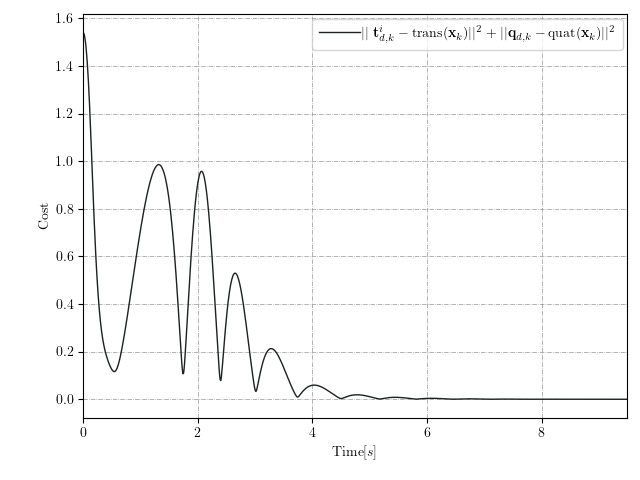 1.6
|| t^i_{d,k} − trans(x_k)||^2 + ||q_{d,k} − quat(x_k)||^2
1.4
1.2
1.0
0.8
0.6
0.4
0.2
0.0
Cost
0 2 4 6 8
Time[s]